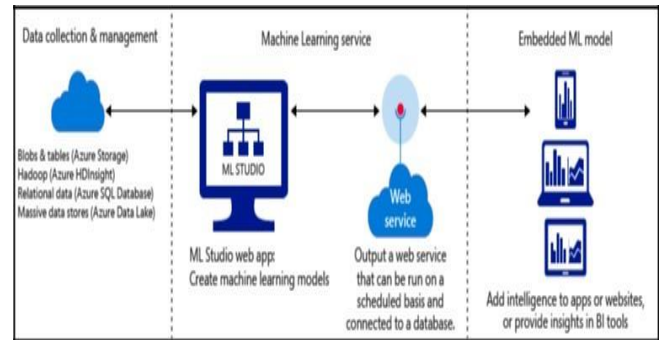 Data collection & management
Machine Learning service
Embedded ML model
Blobs & tables (Azure Storage)
Hadoop (Azure HDInsight)
Relational data (Azure SQL Database)
Massive data stores (Azure Data Lake)
ML STUDIO
ML Studio web app:
Create machine learning models
Web
service
Output a web service
that can be run on a
scheduled basis and
connected to a database.
Add intelligence to apps or websites,
or provide insights in BI tools